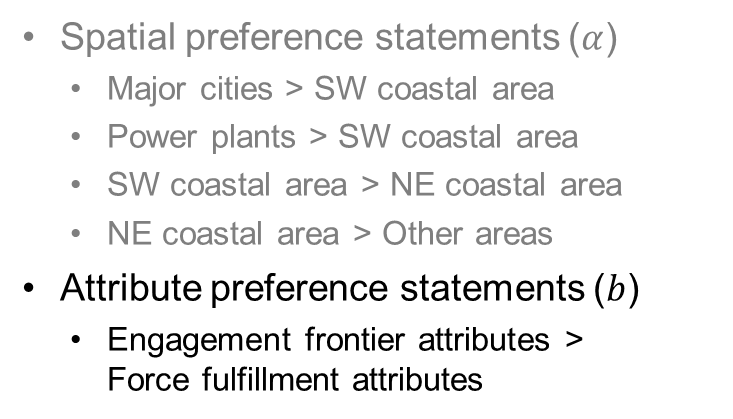 • Spatial preference statements (α)
• Major cities > SW coastal area
• Power plants > SW coastal area
• SW coastal area > NE coastal area
• NE coastal area > Other areas
• Attribute preference statements (b)
• Engagement frontier attributes >
Force fulfillment attributes